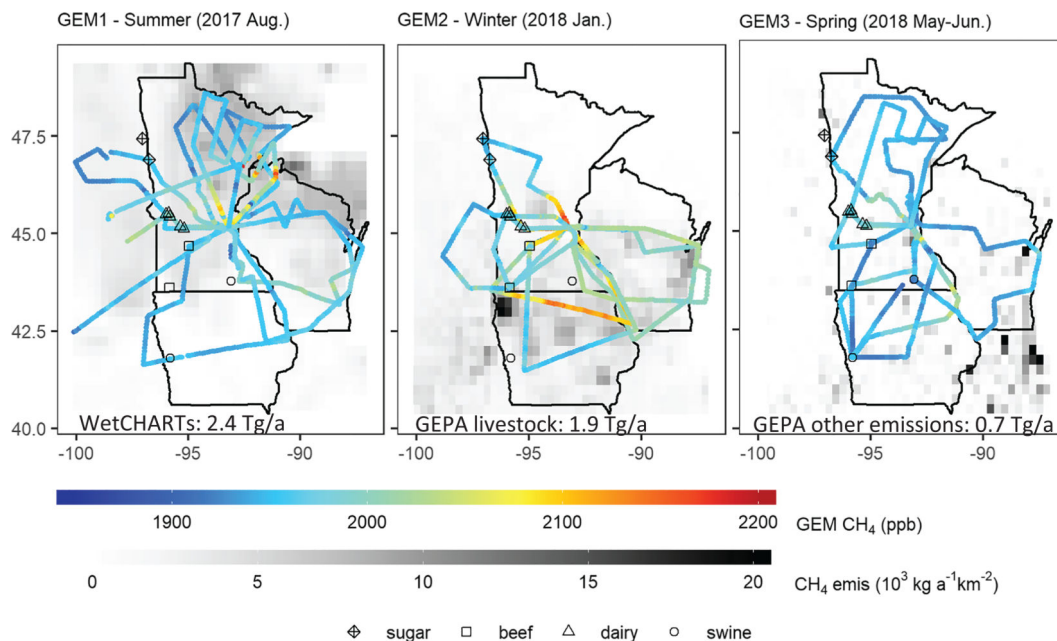 GEM1 - Summer (2017 Aug.) GEM2 - Winter (2018 Jan.) GEM3 - Spring (2018 May-Jun.)
47.5
45.0
42.5
40.0
WetCHARTs: 2.4 Tg/a GEPA livestock: 1.9 Tg/a GEPA other emissions: 0.7 Tg/a
-100 -95 -90 -100 -95 -90 -100 -95 -90
1900 2000 2100 2200 GEM CH₄ (ppb)
0 5 10 15 20 CH₄ emis (10³ kg a⁻¹km⁻²)
sugar beef dairy swine